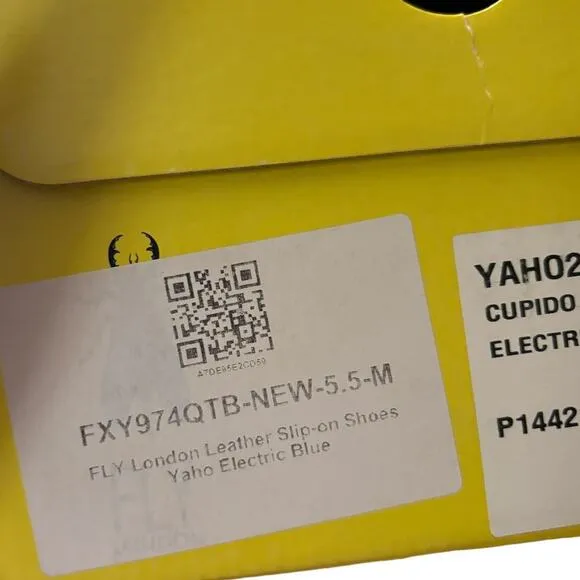 A7DE85E2CD59
FXY974QTB-NEW-5.5-M
FLY London Leather Slip-on Shoes
Yaho Electric Blue
YAHO2
CUPIDO
ELECTR
P1442